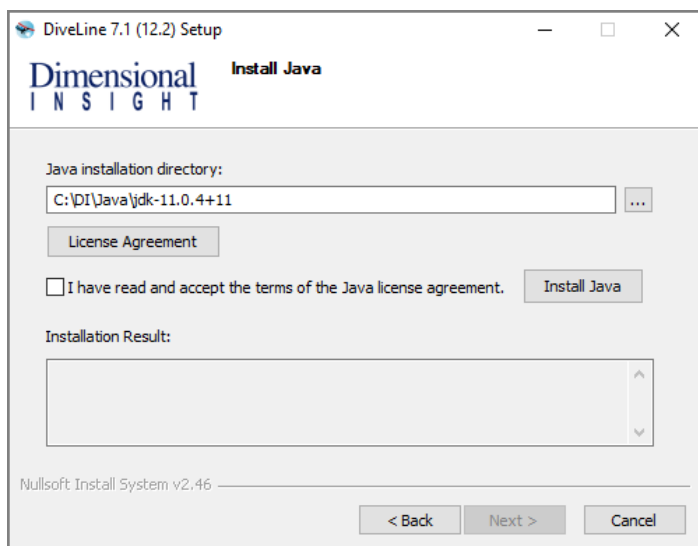 DiveLine 7.1 (12.2) Setup
Dimensional
INSIGHT
Install Java
Java installation directory:
C:\DI\Java\jdk-11.0.4+11
...
License Agreement
I have read and accept the terms of the Java license agreement.
Install Java
Installation Result:
Nullsoft Install System v2.46
< Back
Next >
Cancel